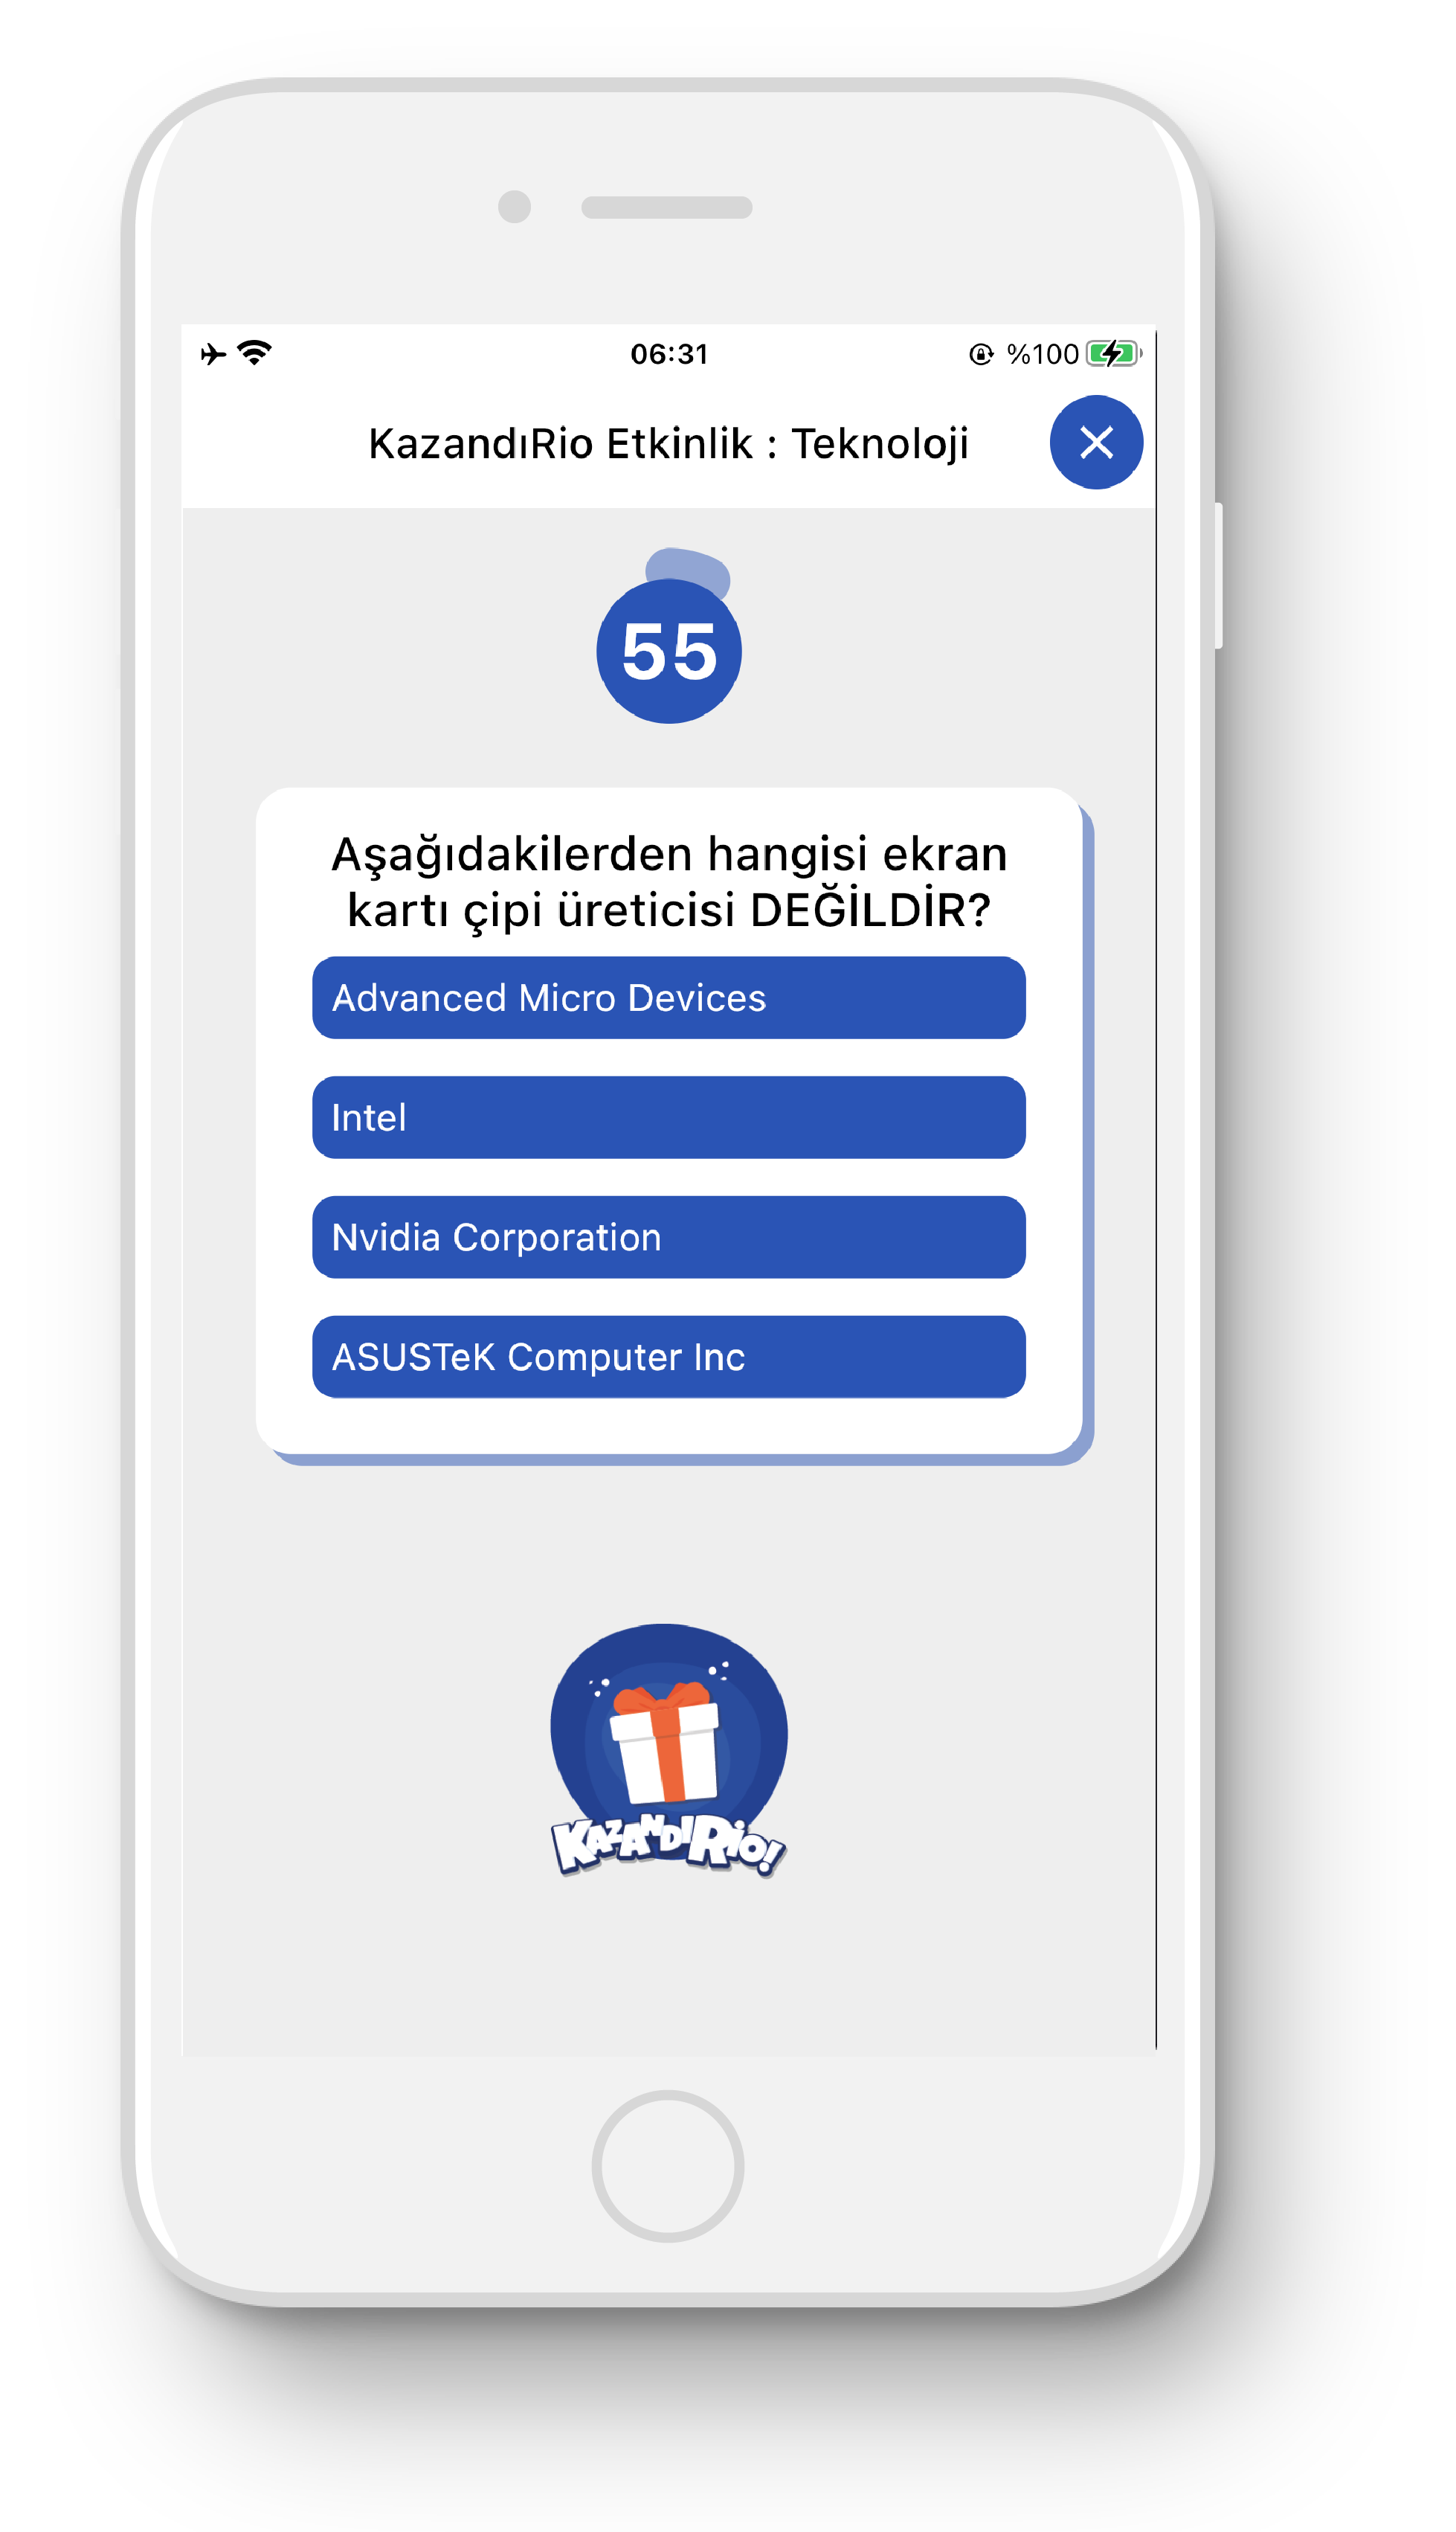 06:31
%100
KazandıRio Etkinlik : Teknoloji
55
Aşağıdakilerden hangisi ekran
kartı çipi üreticisi DEĞİLDİR?
Advanced Micro Devices
Intel
Nvidia Corporation
ASUSTeK Computer Inc
KAZANDIRiO!